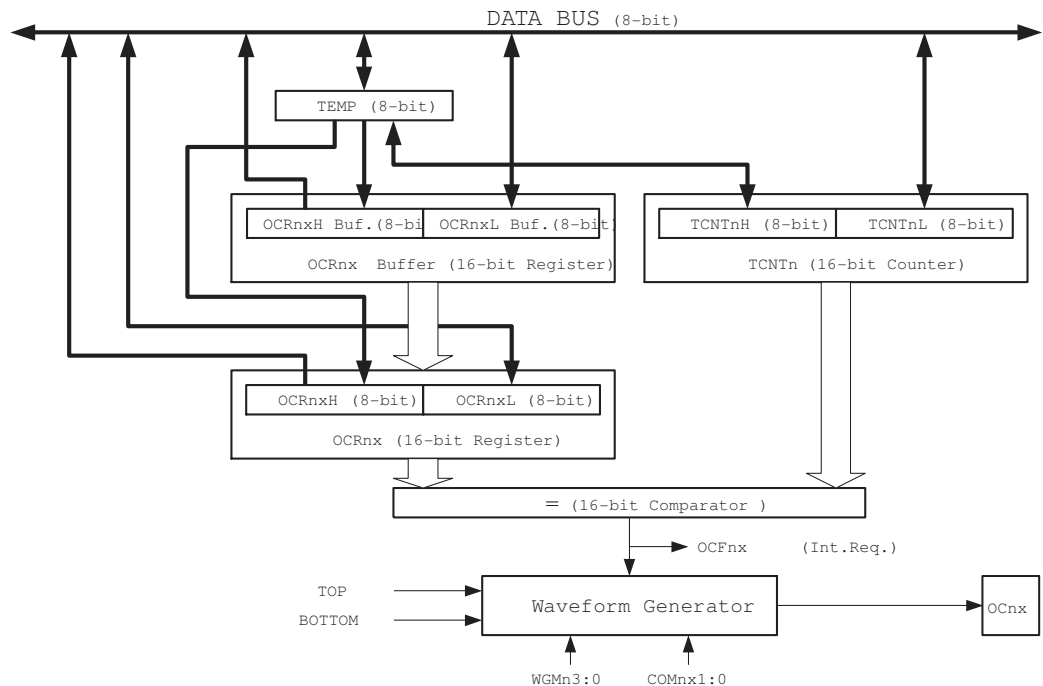 DATA BUS (8-bit)
TEMP (8-bit)
OCRnxH Buf.(8-bi OCRnxL Buf.(8-bit)
TCNTnH (8-bit) TCNTnL (8-bit)
OCRnx Buffer (16-bit Register)
TCNTn (16-bit Counter)
OCRnxH (8-bit) OCRnxL (8-bit)
OCRnx (16-bit Register)
= (16-bit Comparator )
OCFnx (Int.Req.)
TOP
BOTTOM
Waveform Generator
OCnx
WGMn3:0 COMnx1:0